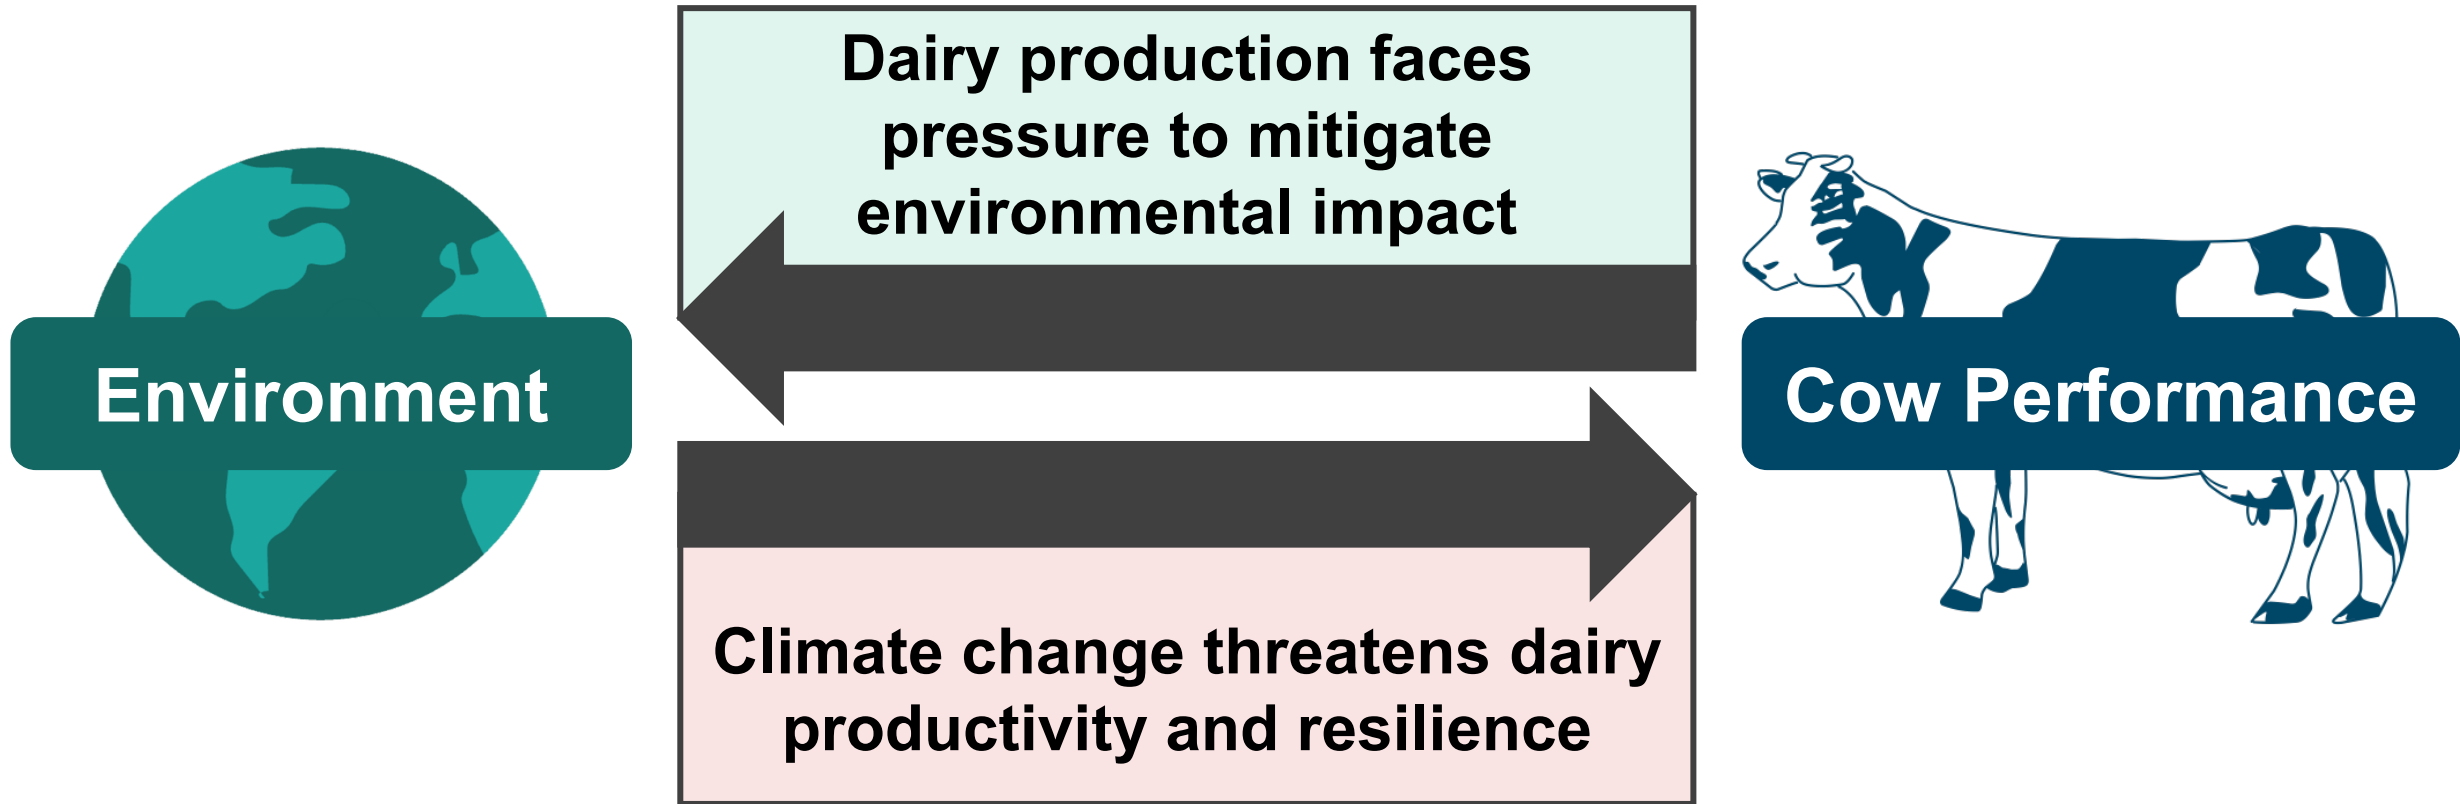 Dairy production faces
pressure to mitigate
environmental impact
Environment
Cow Performance
Climate change threatens dairy
productivity and resilience